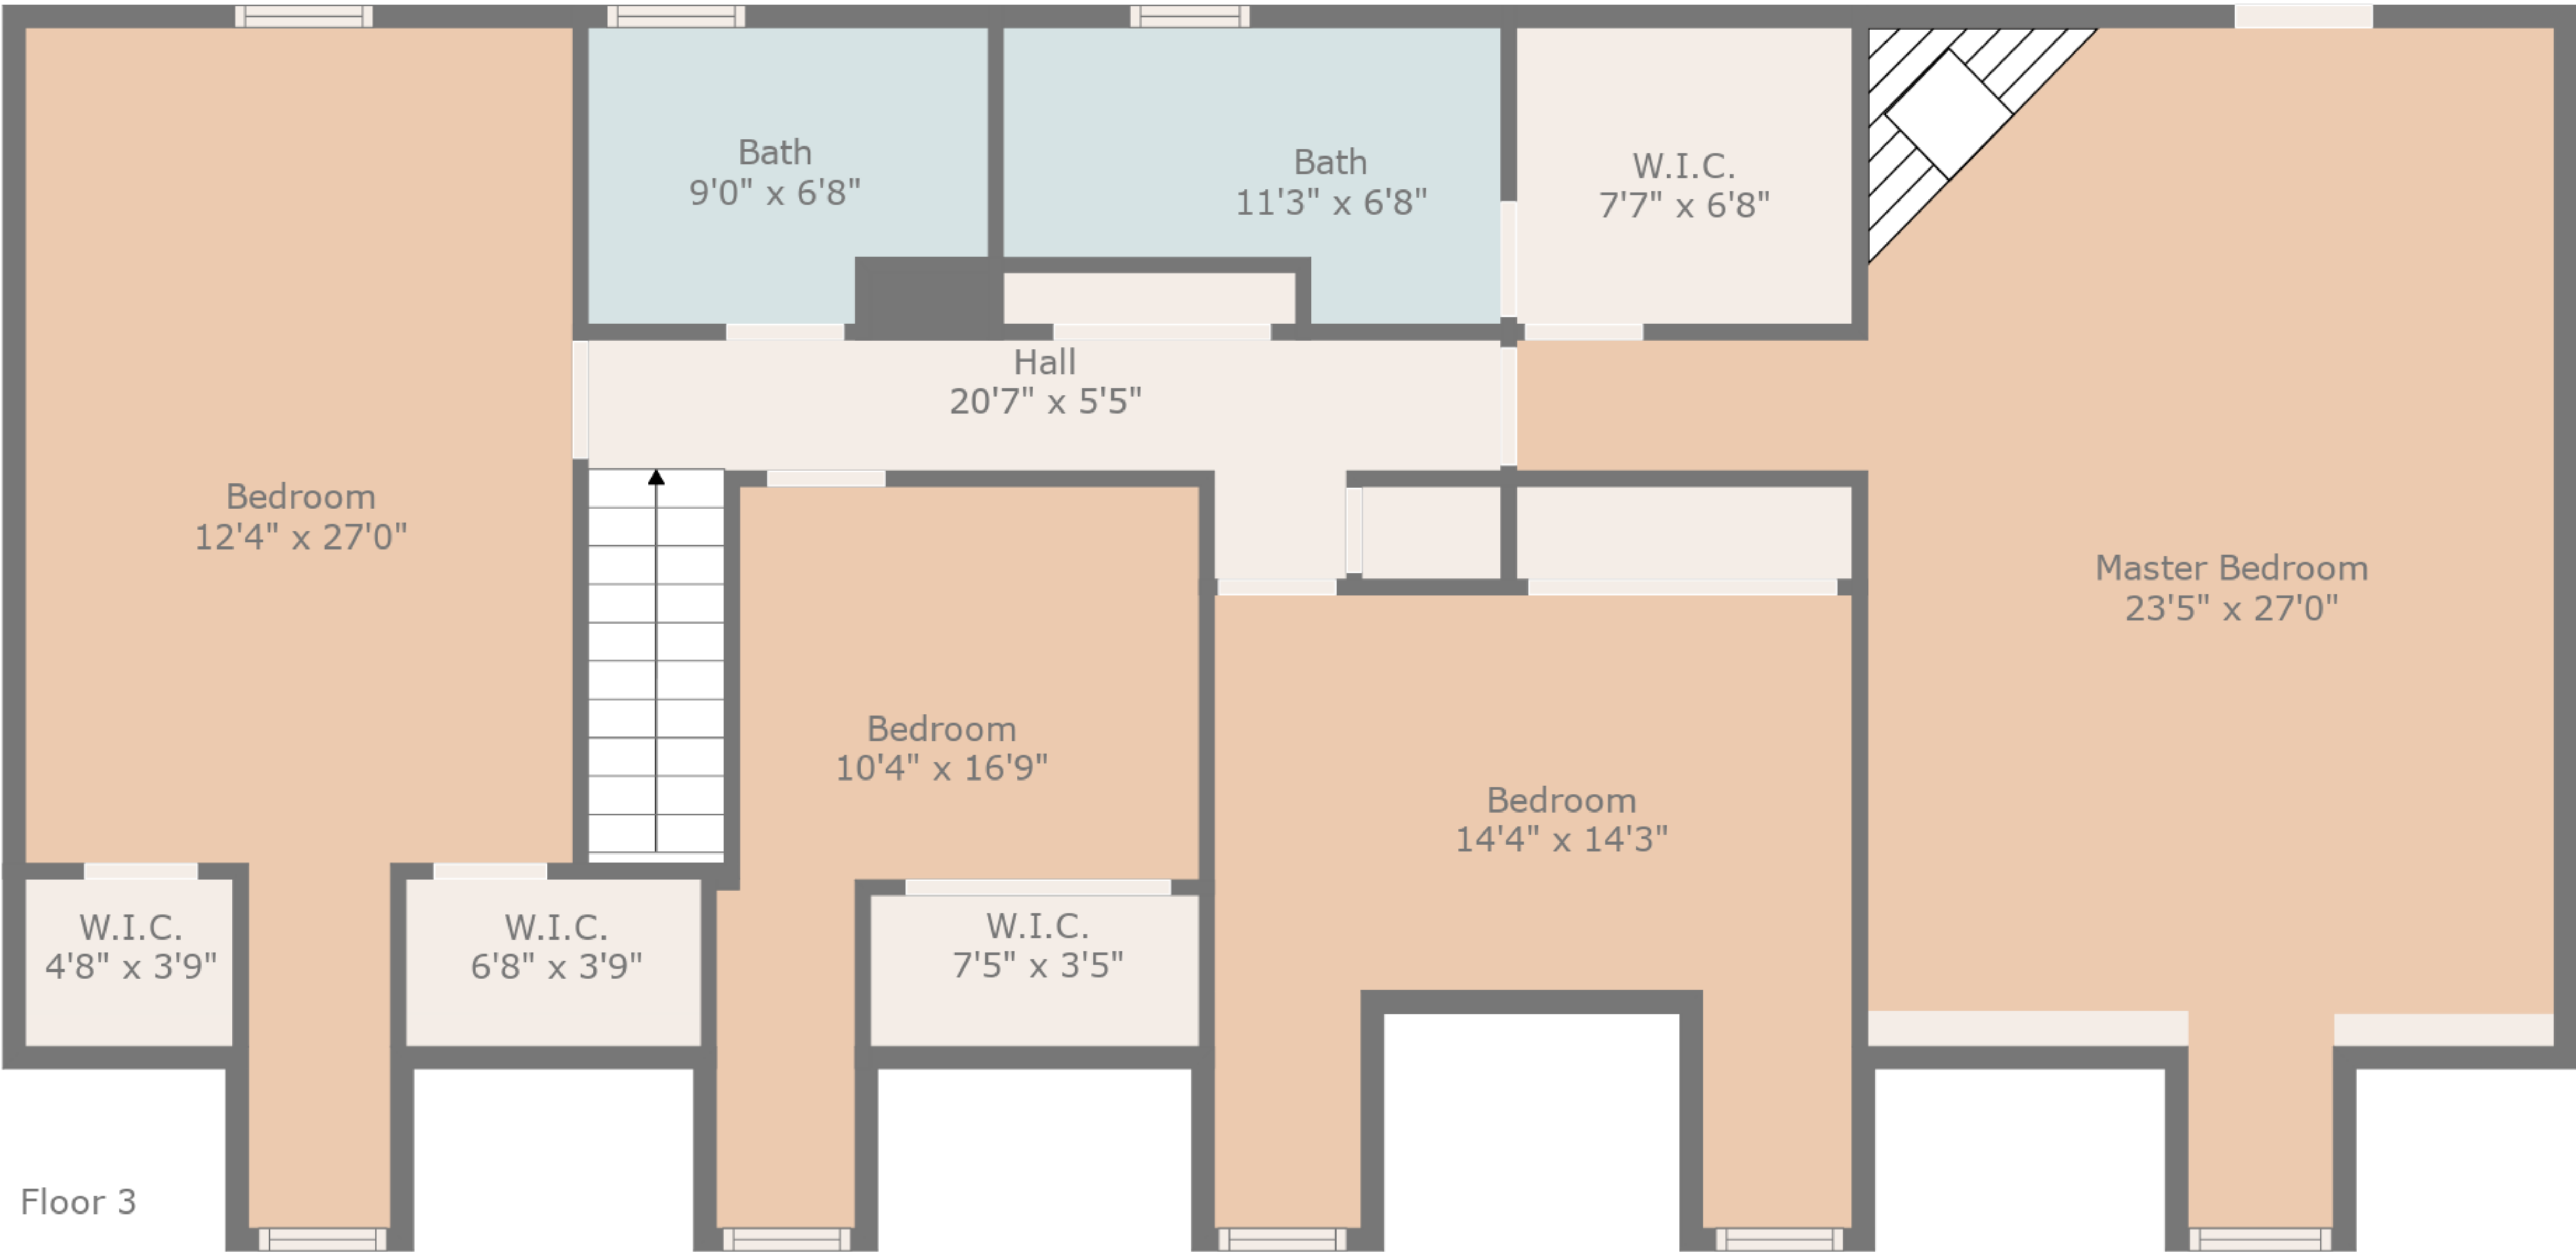 Bath
9'0" x 6'8"
Bath
11'3" x 6'8"
W.I.C.
7'7" x 6'8"
Hall
20'7" x 5'5"
Bedroom
12'4" x 27'0"
Master Bedroom
23'5" x 27'0"
Bedroom
10'4" x 16'9"
Bedroom
14'4" x 14'3"
W.I.C.
4'8" x 3'9"
W.I.C.
6'8" x 3'9"
W.I.C.
7'5" x 3'5"
Floor 3